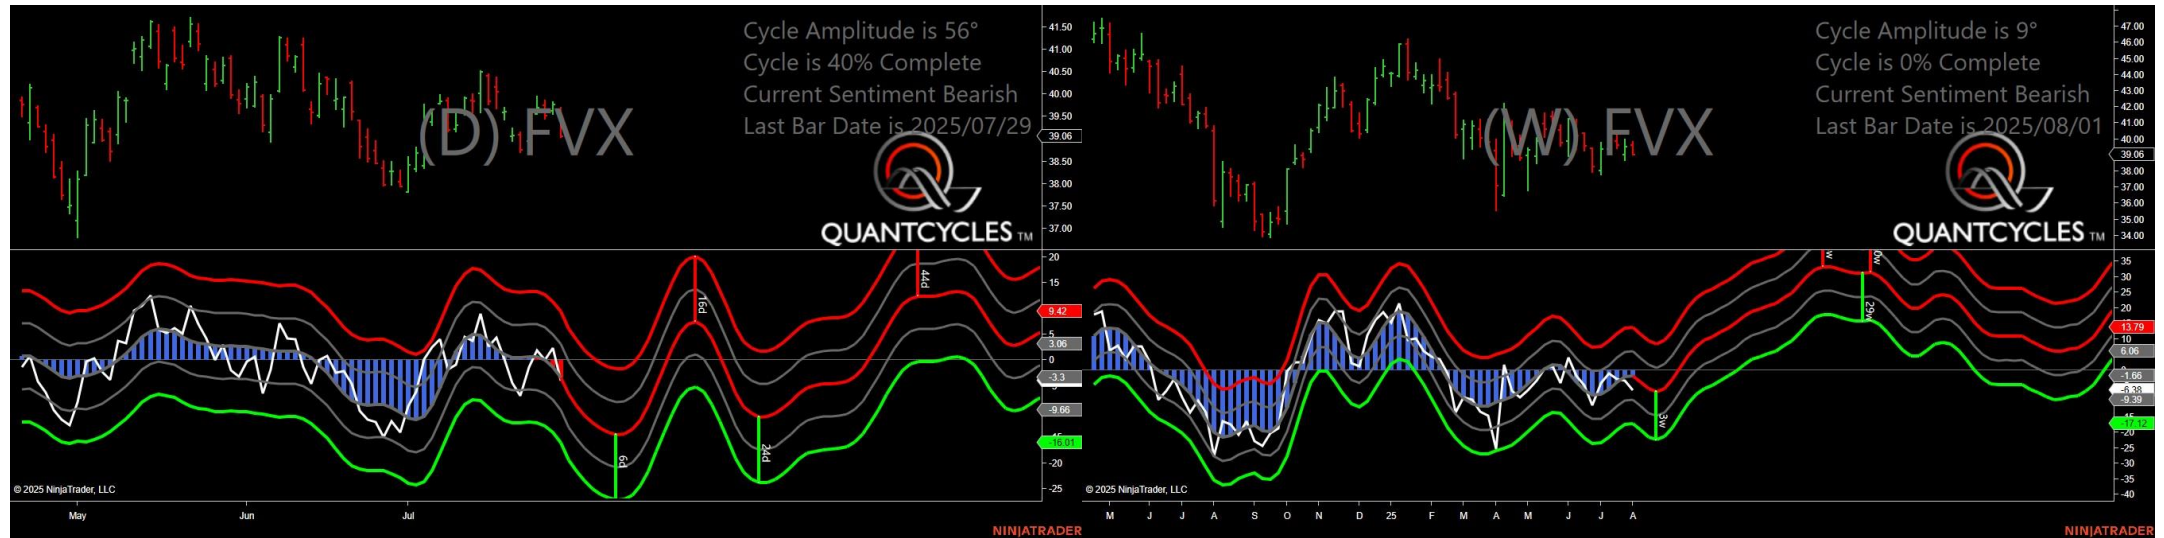 Cycle Amplitude is 56°
Cycle is 40% Complete
Current Sentiment Bearish
Last Bar Date is 2025/07/29
(D) FVX
QUANTCYCLES TM
41.50
41.00
40.50
40.00
39.50
39.06
38.50
38.00
37.50
37.00
20
15
9.42
5
3.06
0
-3.3
-9.66
-16.01
-20
-25
6d
16d
24d
44d
© 2025 NinjaTrader, LLC
May
Jun
Jul
NINJATRADER
Cycle Amplitude is 9°
Cycle is 0% Complete
Current Sentiment Bearish
Last Bar Date is 2025/08/01
(W) FVX
QUANTCYCLES TM
47.00
46.00
45.00
44.00
43.00
42.00
41.00
40.00
39.06
38.00
37.00
36.00
35.00
34.00
35
30
25
20
13.79
10
6.06
-1.66
-6.38
-9.39
-17.12
-20
-25
-30
-35
-40
3w
29w
© 2025 NinjaTrader, LLC
M
J
J
A
S
O
N
D
25
F
M
A
M
J
J
A
NINJATRADER